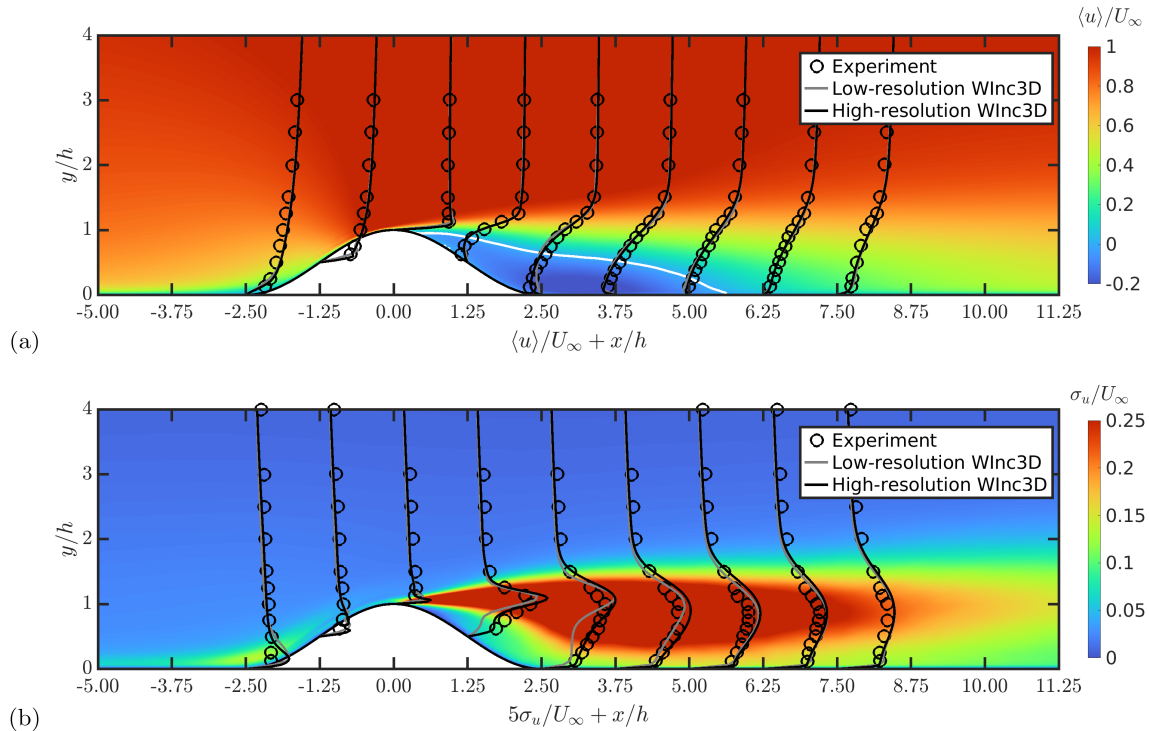 ⟨u⟩/U∞
4
3
2
1
0
y/h
Experiment
Low-resolution WInc3D
High-resolution WInc3D
1
0.8
0.6
0.4
0.2
0
-0.2
-5.00 -3.75 -2.50 -1.25 0.00 1.25 2.50 3.75 5.00 6.25 7.50 8.75 10.00 11.25
(a)
⟨u⟩/U∞ + x/h
σu/U∞
4
3
2
1
0
y/h
Experiment
Low-resolution WInc3D
High-resolution WInc3D
0.25
0.2
0.15
0.1
0.05
0
-5.00 -3.75 -2.50 -1.25 0.00 1.25 2.50 3.75 5.00 6.25 7.50 8.75 10.00 11.25
(b)
5σu/U∞ + x/h